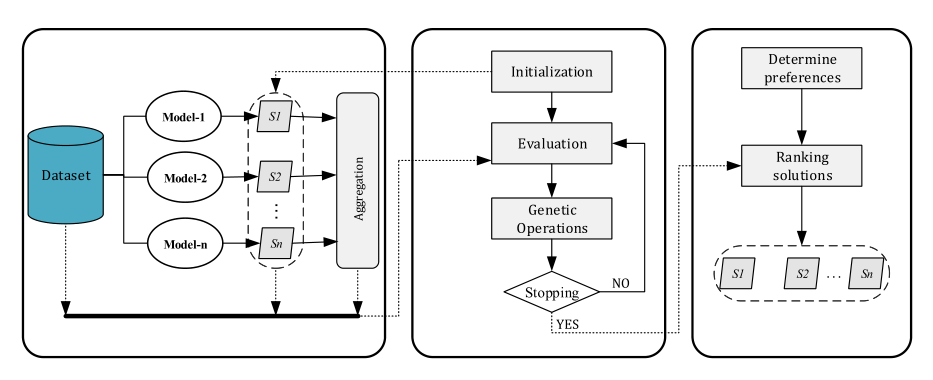 Dataset
Model-1
Model-2
Model-n
S1
S2
⋮
Sn
Aggregation
Initialization
Evaluation
Genetic
Operations
Stopping
NO
YES
Determine
preferences
Ranking
solutions
S1
S2
...
Sn